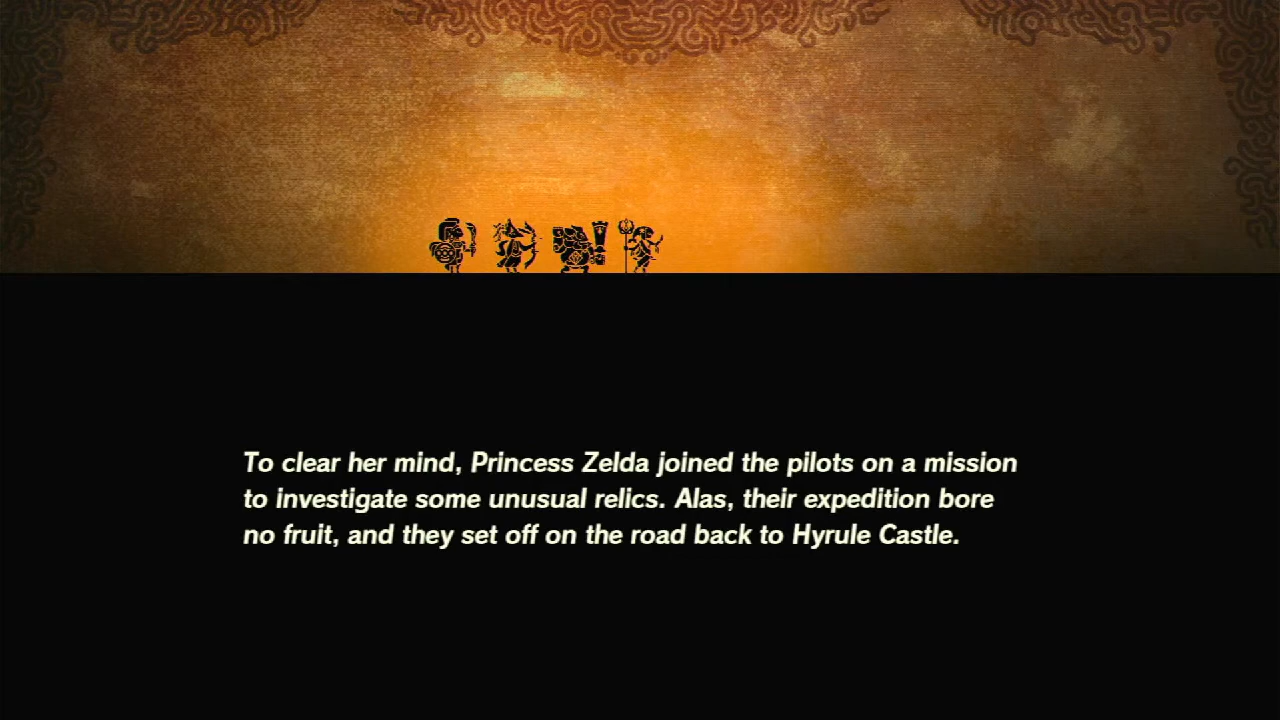 To clear her mind, Princess Zelda joined the pilots on a mission
to investigate some unusual relics. Alas, their expedition bore
no fruit, and they set off on the road back to Hyrule Castle.